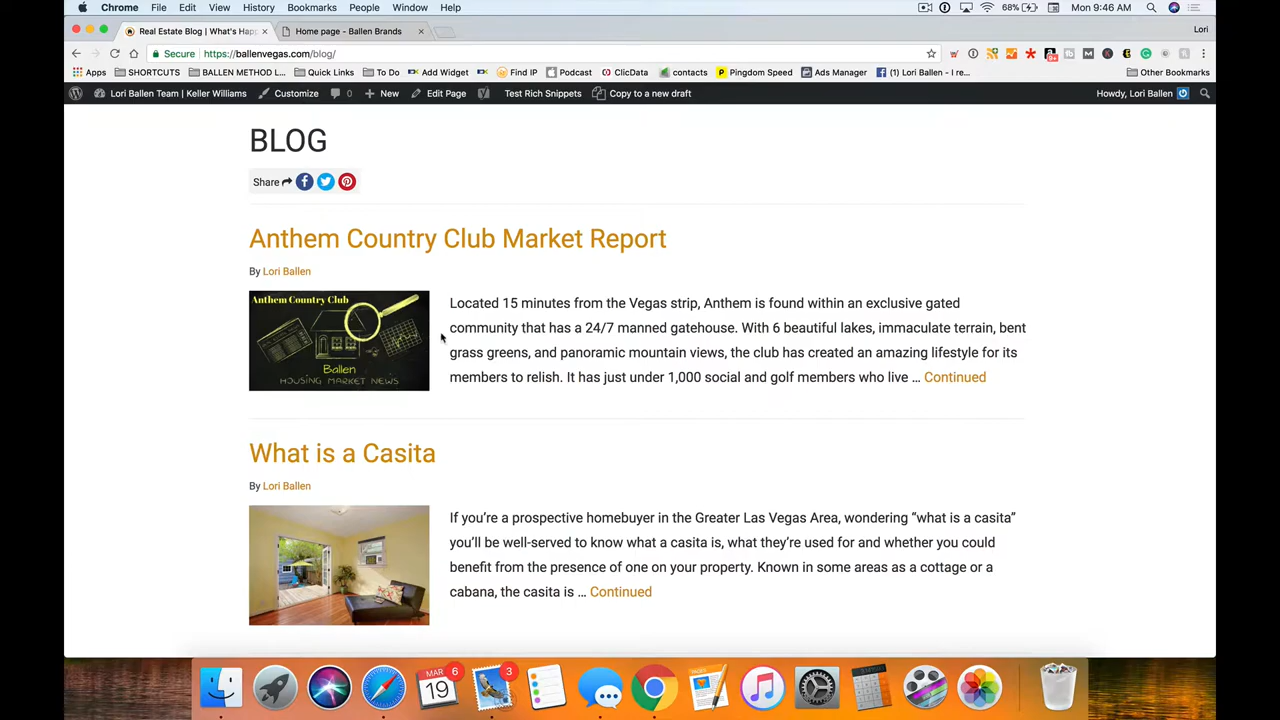 Chrome File Edit View History Bookmarks People Window Help 68% Mon 9:46 AM
Real Estate Blog | What's Hap Home page - Ballen Brands Lori
Secure https://ballenvegas.com/blog/
Apps SHORTCUTS BALLEN METHOD L... Quick Links To Do Add Widget Find IP Podcast ClicData contacts Pingdom Speed Ads Manager (1) Lori Ballen - I re... Other Bookmarks
Lori Ballen Team | Keller Williams Customize 0 New Edit Page Test Rich Snippets Copy to a new draft Howdy, Lori Ballen
BLOG
Share
Anthem Country Club Market Report
By Lori Ballen
Anthem Country Club
Ballen
HOUSING MARKET NEWS
Located 15 minutes from the Vegas strip, Anthem is found within an exclusive gated
community that has a 24/7 manned gatehouse. With 6 beautiful lakes, immaculate terrain, bent
grass greens, and panoramic mountain views, the club has created an amazing lifestyle for its
members to relish. It has just under 1,000 social and golf members who live ... Continued
What is a Casita
By Lori Ballen
If you're a prospective homebuyer in the Greater Las Vegas Area, wondering “what is a casita”
you'll be well-served to know what a casita is, what they're used for and whether you could
benefit from the presence of one on your property. Known in some areas as a cottage or a
cabana, the casita is ... Continued
MAR 6 3
19